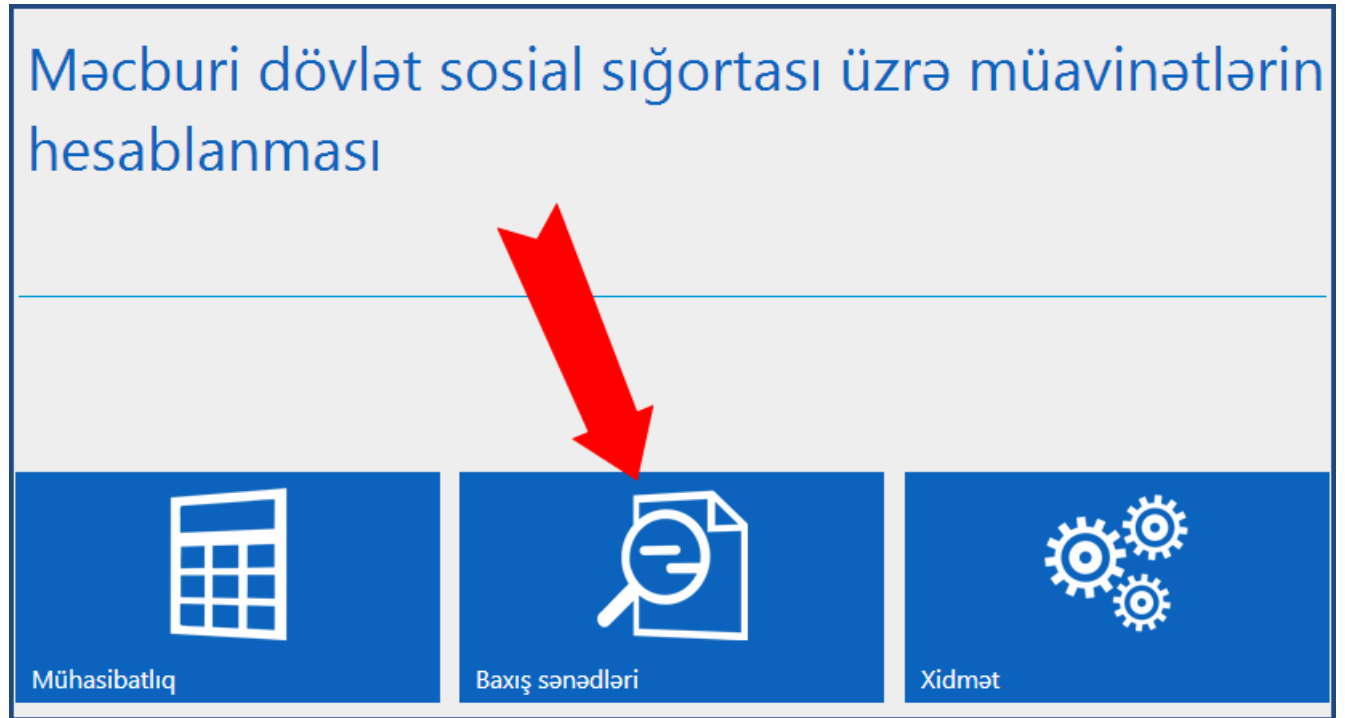 Məcburi dövlət sosial sığortası üzrə müavinətlərin
hesablanması
Mühasibatlıq
Baxış sənədləri
Xidmət